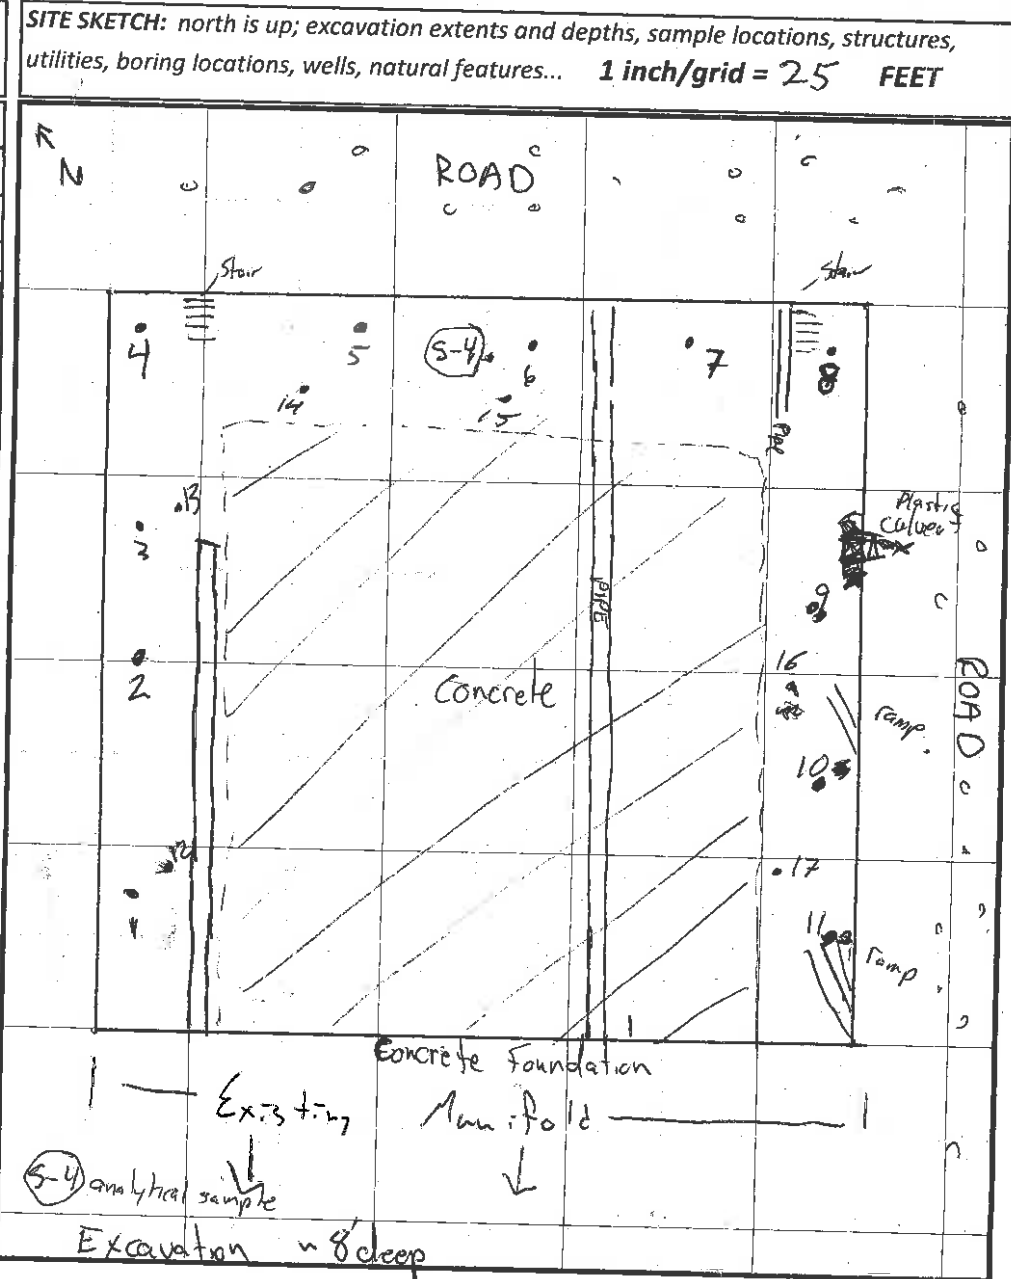 SITE SKETCH: north is up; excavation extents and depths, sample locations, structures,
utilities, boring locations, wells, natural features... 1 inch/grid = 25 FEET
N
ROAD
Stair
Stair
4
5
S-4
6
7
8
14
15
Pipe
13
Plastic
culvert
3
9
PIPE
16
2
Concrete
ramp.
ROAD
10
12
17
1
11
ramp
Concrete Foundation
Existing Manifold
S-4 analytical sample
Excavation ~ 8' deep